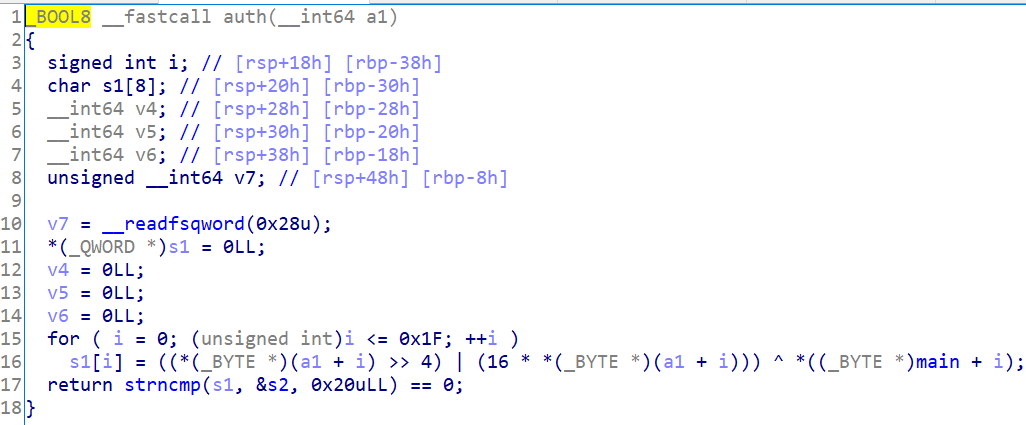 1 _BOOL8 __fastcall auth(__int64 a1)
2 {
3   signed int i; // [rsp+18h] [rbp-38h]
4   char s1[8]; // [rsp+20h] [rbp-30h]
5   __int64 v4; // [rsp+28h] [rbp-28h]
6   __int64 v5; // [rsp+30h] [rbp-20h]
7   __int64 v6; // [rsp+38h] [rbp-18h]
8   unsigned __int64 v7; // [rsp+48h] [rbp-8h]
9
10   v7 = __readfsqword(0x28u);
11   *(_QWORD *)s1 = 0LL;
12   v4 = 0LL;
13   v5 = 0LL;
14   v6 = 0LL;
15   for ( i = 0; (unsigned int)i <= 0x1F; ++i )
16     s1[i] = ((*(_BYTE *)(a1 + i) >> 4) | (16 * *(_BYTE *)(a1 + i))) ^ *((_BYTE *)main + i);
17   return strncmp(s1, &s2, 0x20uLL) == 0;
18 }